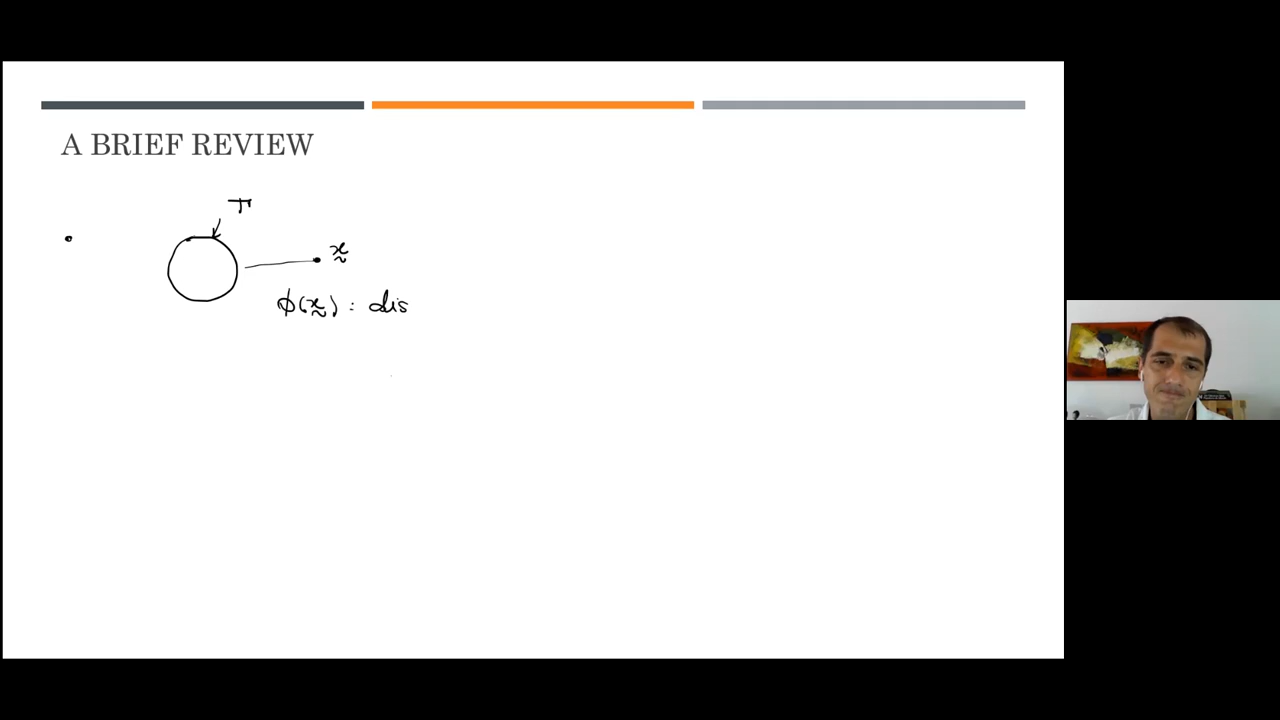 A BRIEF REVIEW
π
x
ϕ(x) : dis